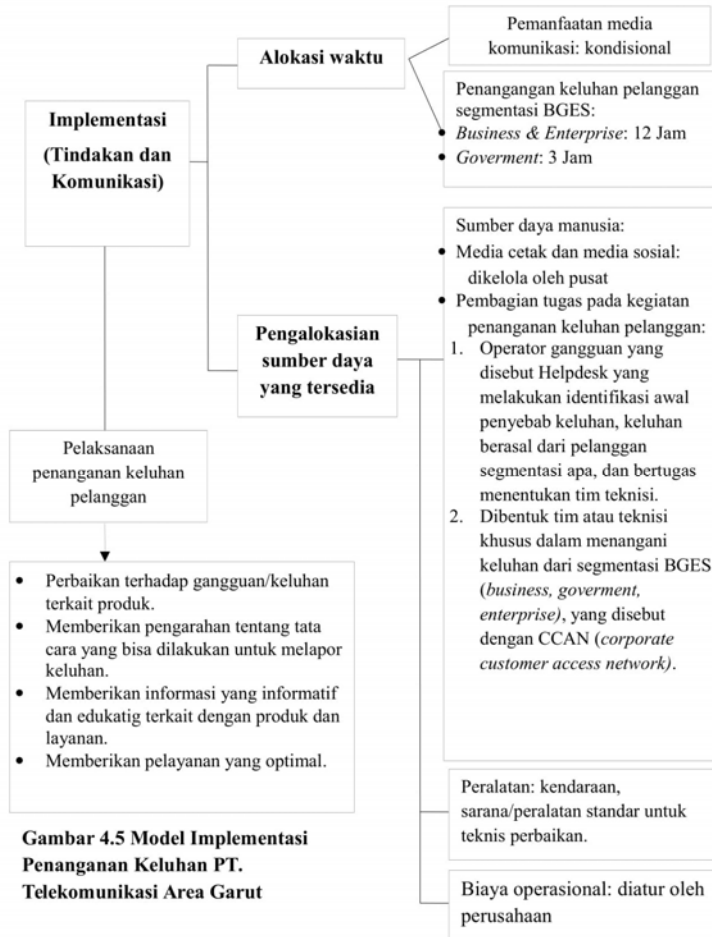 Implementasi
(Tindakan dan
Komunikasi)
Alokasi waktu
Pemanfaatan media
komunikasi: kondisional
Penangangan keluhan pelanggan
segmentasi BGES:
• Business & Enterprise: 12 Jam
• Goverment: 3 Jam
Pengalokasian
sumber daya
yang tersedia
Sumber daya manusia:
• Media cetak dan media sosial:
dikelola oleh pusat
• Pembagian tugas pada kegiatan
penanganan keluhan pelanggan:
1. Operator gangguan yang
disebut Helpdesk yang
melakukan identifikasi awal
penyebab keluhan, keluhan
berasal dari pelanggan
segmentasi apa, dan bertugas
menentukan tim teknisi.
2. Dibentuk tim atau teknisi
khusus dalam menangani
keluhan dari segmentasi BGES
(business, goverment,
enterprise), yang disebut
dengan CCAN (corporate
customer access network).
Peralatan: kendaraan,
sarana/peralatan standar untuk
teknis perbaikan.
Biaya operasional: diatur oleh
perusahaan
Pelaksanaan
penanganan keluhan
pelanggan
• Perbaikan terhadap gangguan/keluhan
terkait produk.
• Memberikan pengarahan tentang tata
cara yang bisa dilakukan untuk melapor
keluhan.
• Memberikan informasi yang informatif
dan edukatig terkait dengan produk dan
layanan.
• Memberikan pelayanan yang optimal.
Gambar 4.5 Model Implementasi
Penanganan Keluhan PT.
Telekomunikasi Area Garut